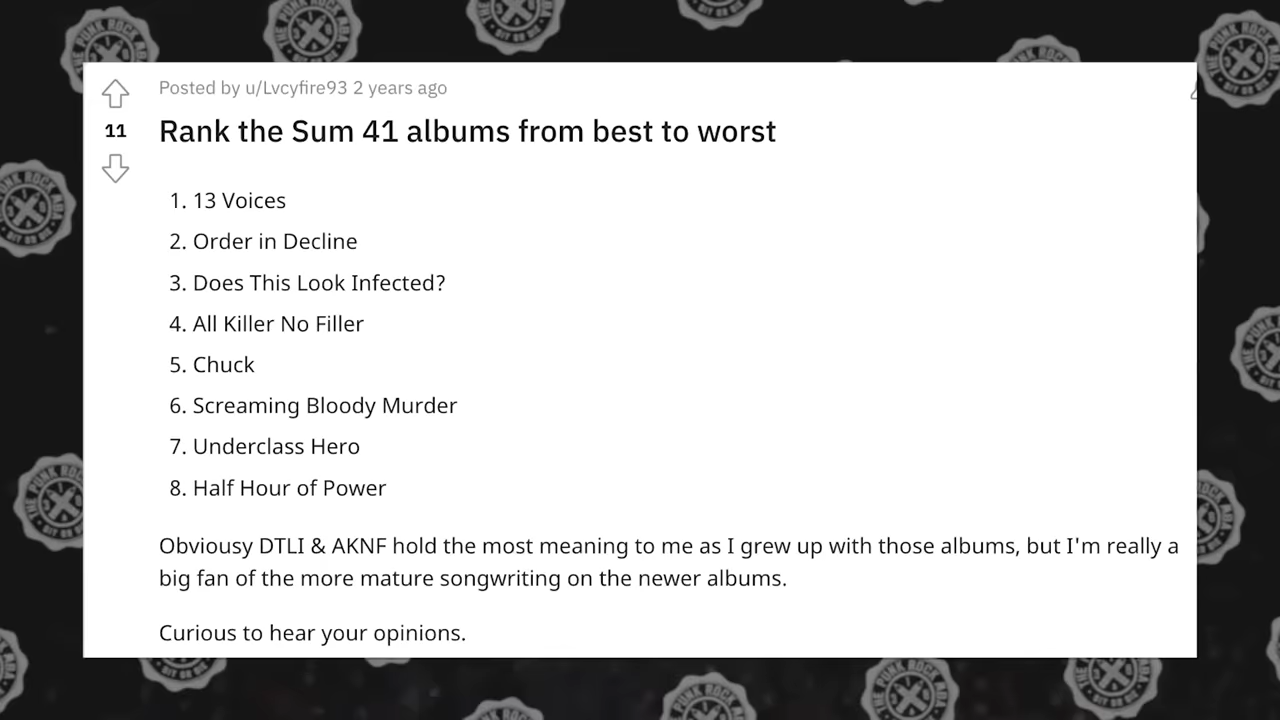 Posted by u/Lvcyfire93 2 years ago
11
Rank the Sum 41 albums from best to worst
1. 13 Voices
2. Order in Decline
3. Does This Look Infected?
4. All Killer No Filler
5. Chuck
6. Screaming Bloody Murder
7. Underclass Hero
8. Half Hour of Power
Obviousy DTLI & AKNF hold the most meaning to me as I grew up with those albums, but I'm really a
big fan of the more mature songwriting on the newer albums.
Curious to hear your opinions.
THE PUNK ROCK MBA